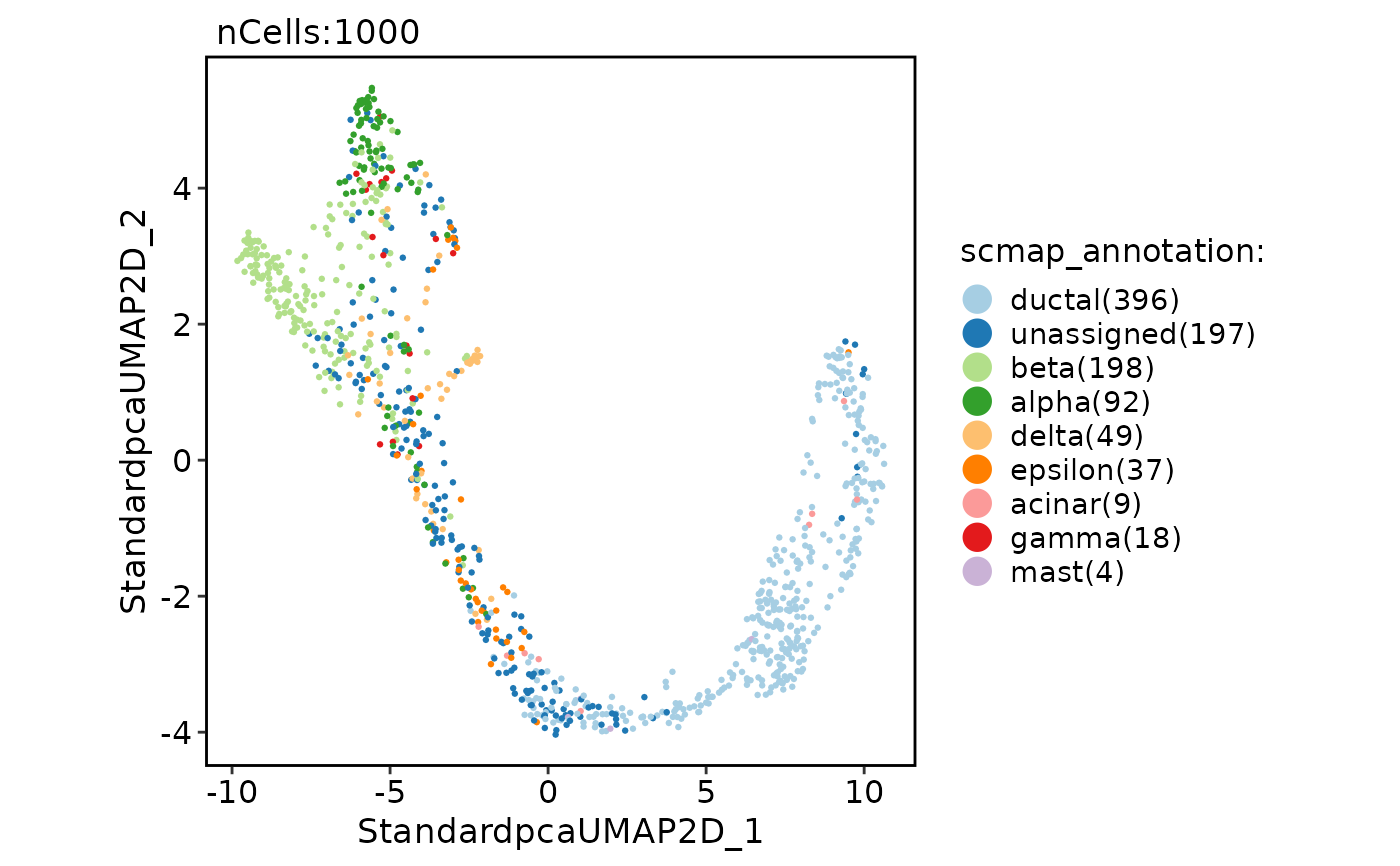 nCells:1000
StandardpcaUMAP2D_2
4
2
0
-2
-4
-10
-5
0
5
10
StandardpcaUMAP2D_1
scmap_annotation:
ductal(396)
unassigned(197)
beta(198)
alpha(92)
delta(49)
epsilon(37)
acinar(9)
gamma(18)
mast(4)